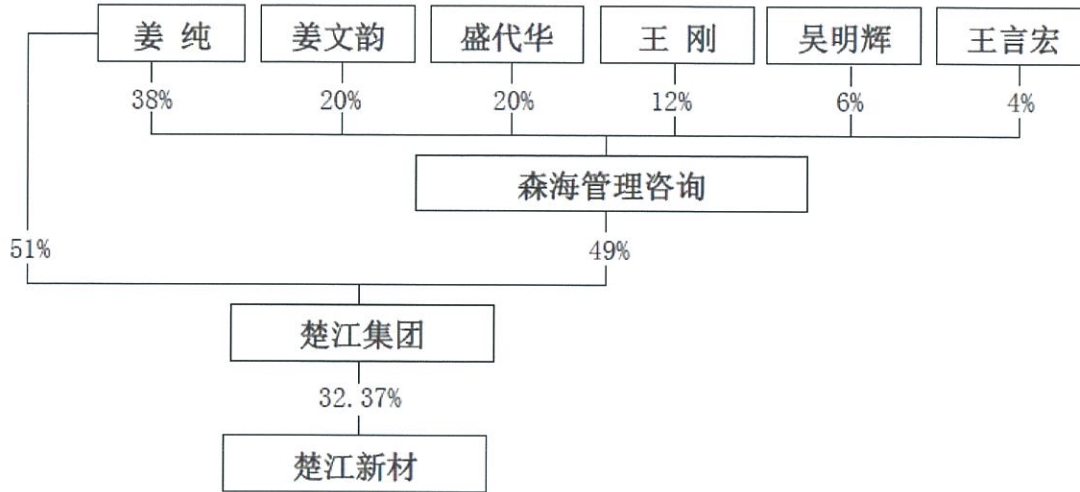 姜 纯 姜文韵 盛代华 王 刚 吴明辉 王言宏
38% 20% 20% 12% 6% 4%
森海管理咨询
51% 49%
楚江集团
32.37%
楚江新材